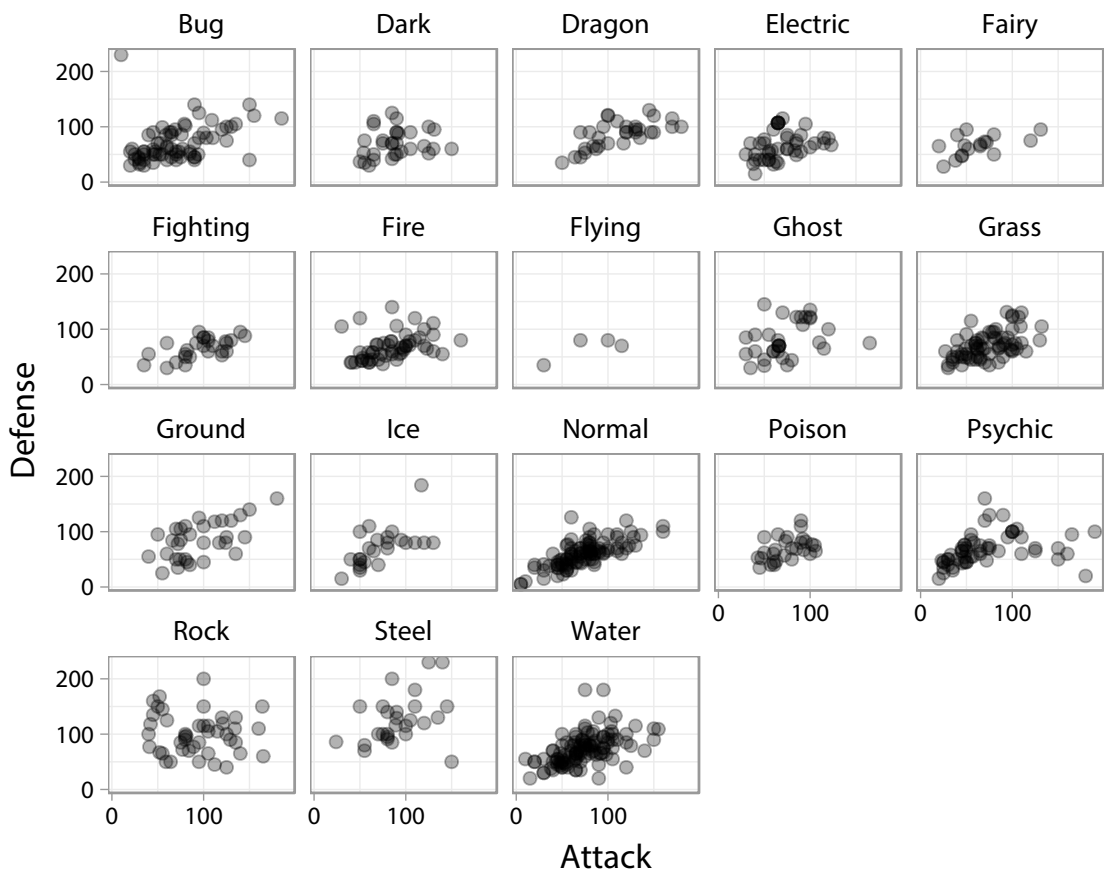 Bug Dark Dragon Electric Fairy
200
100
0
Fighting Fire Flying Ghost Grass
200
100
0
Defense
Ground Ice Normal Poison Psychic
200
100
0
0 100 0 100
Rock Steel Water
200
100
0
0 100 0 100 0 100
Attack